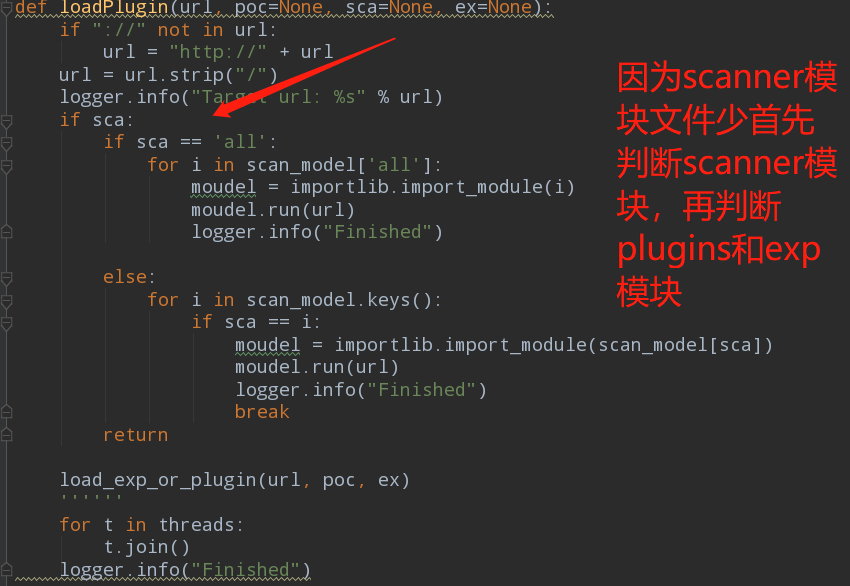 def loadPlugin(url, poc=None, sca=None, ex=None):
if "://" not in url:
url = "http://" + url
url = url.strip("/")
logger.info("Target url: %s" % url)
if sca:
if sca == 'all':
for i in scan_model['all']:
moudel = importlib.import_module(i)
moudel.run(url)
logger.info("Finished")
else:
for i in scan_model.keys():
if sca == i:
moudel = importlib.import_module(scan_model[sca])
moudel.run(url)
logger.info("Finished")
break
return
load_exp_or_plugin(url, poc, ex)
''''''
for t in threads:
t.join()
logger.info("Finished")
因为scanner模
块文件少首先
判断scanner模
块，再判断
plugins和exp
模块